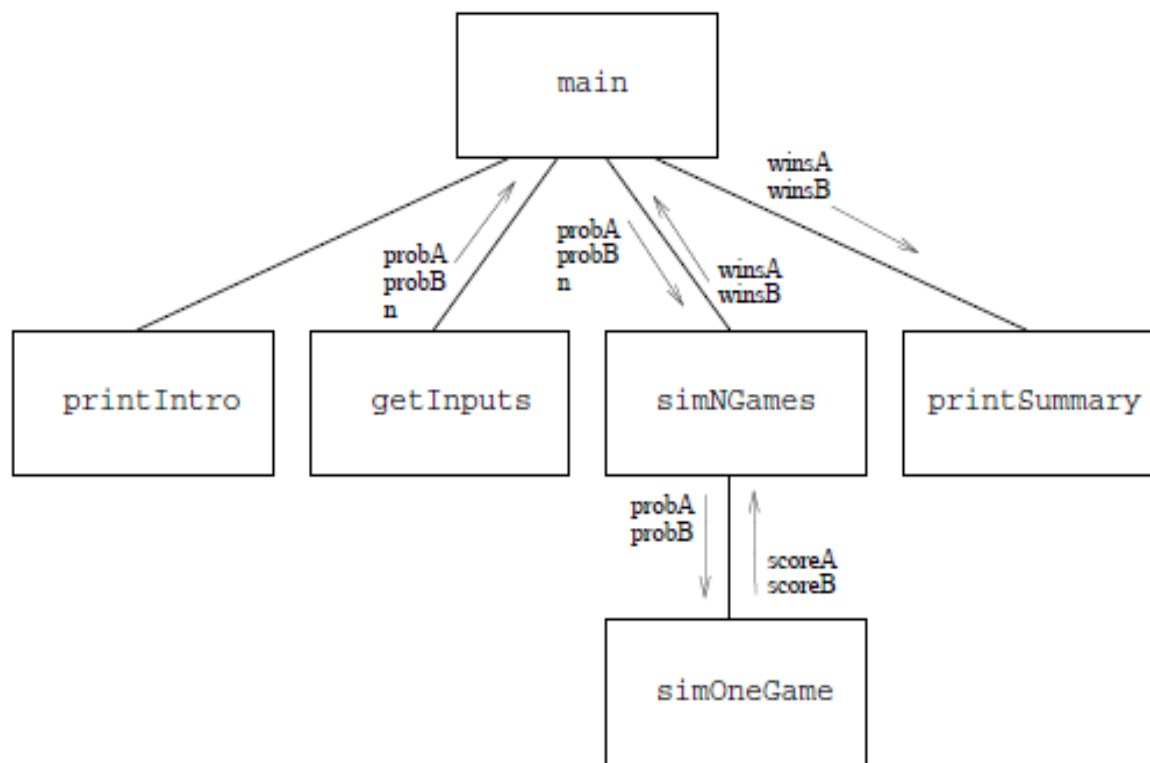 main
winsA
winsB
probA
probB
n
probA
probB
n
winsA
winsB
printIntro
getInputs
simNGames
printSummary
probA
probB
scoreA
scoreB
simOneGame